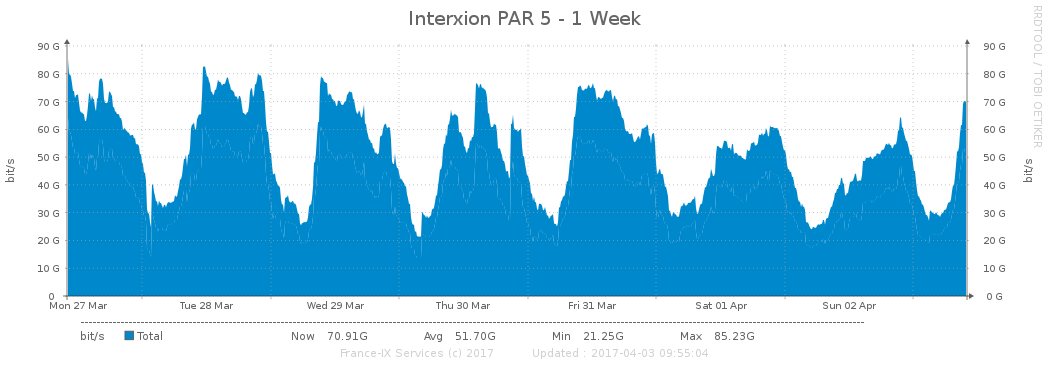 Interxion PAR 5 - 1 Week
RRDTOOL / TOBI OETIKER
bit/s
90 G 90 G
80 G 80 G
70 G 70 G
60 G 60 G
50 G 50 G
40 G 40 G
30 G 30 G
20 G 20 G
10 G 10 G
0 0 G
bit/s
Mon 27 Mar Tue 28 Mar Wed 29 Mar Thu 30 Mar Fri 31 Mar Sat 01 Apr Sun 02 Apr
bit/s Total Now 70.91G Avg 51.70G Min 21.25G Max 85.23G
France-IX Services (c) 2017 Updated : 2017-04-03 09:55:04